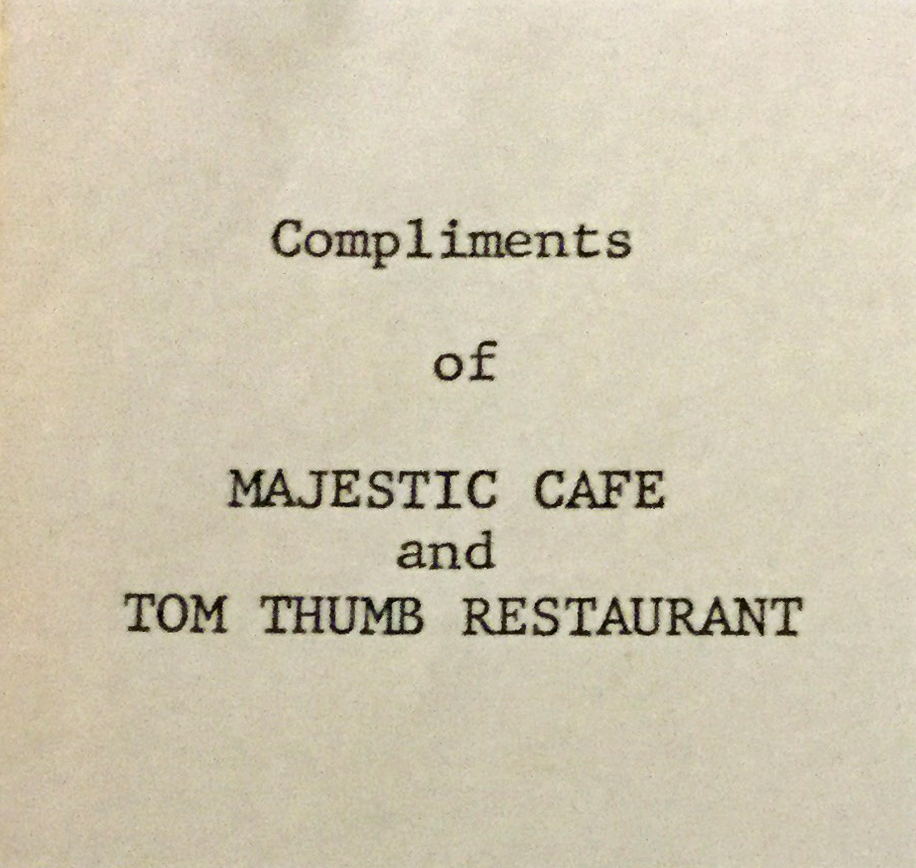 Compliments
of
MAJESTIC CAFE
and
TOM THUMB RESTAURANT